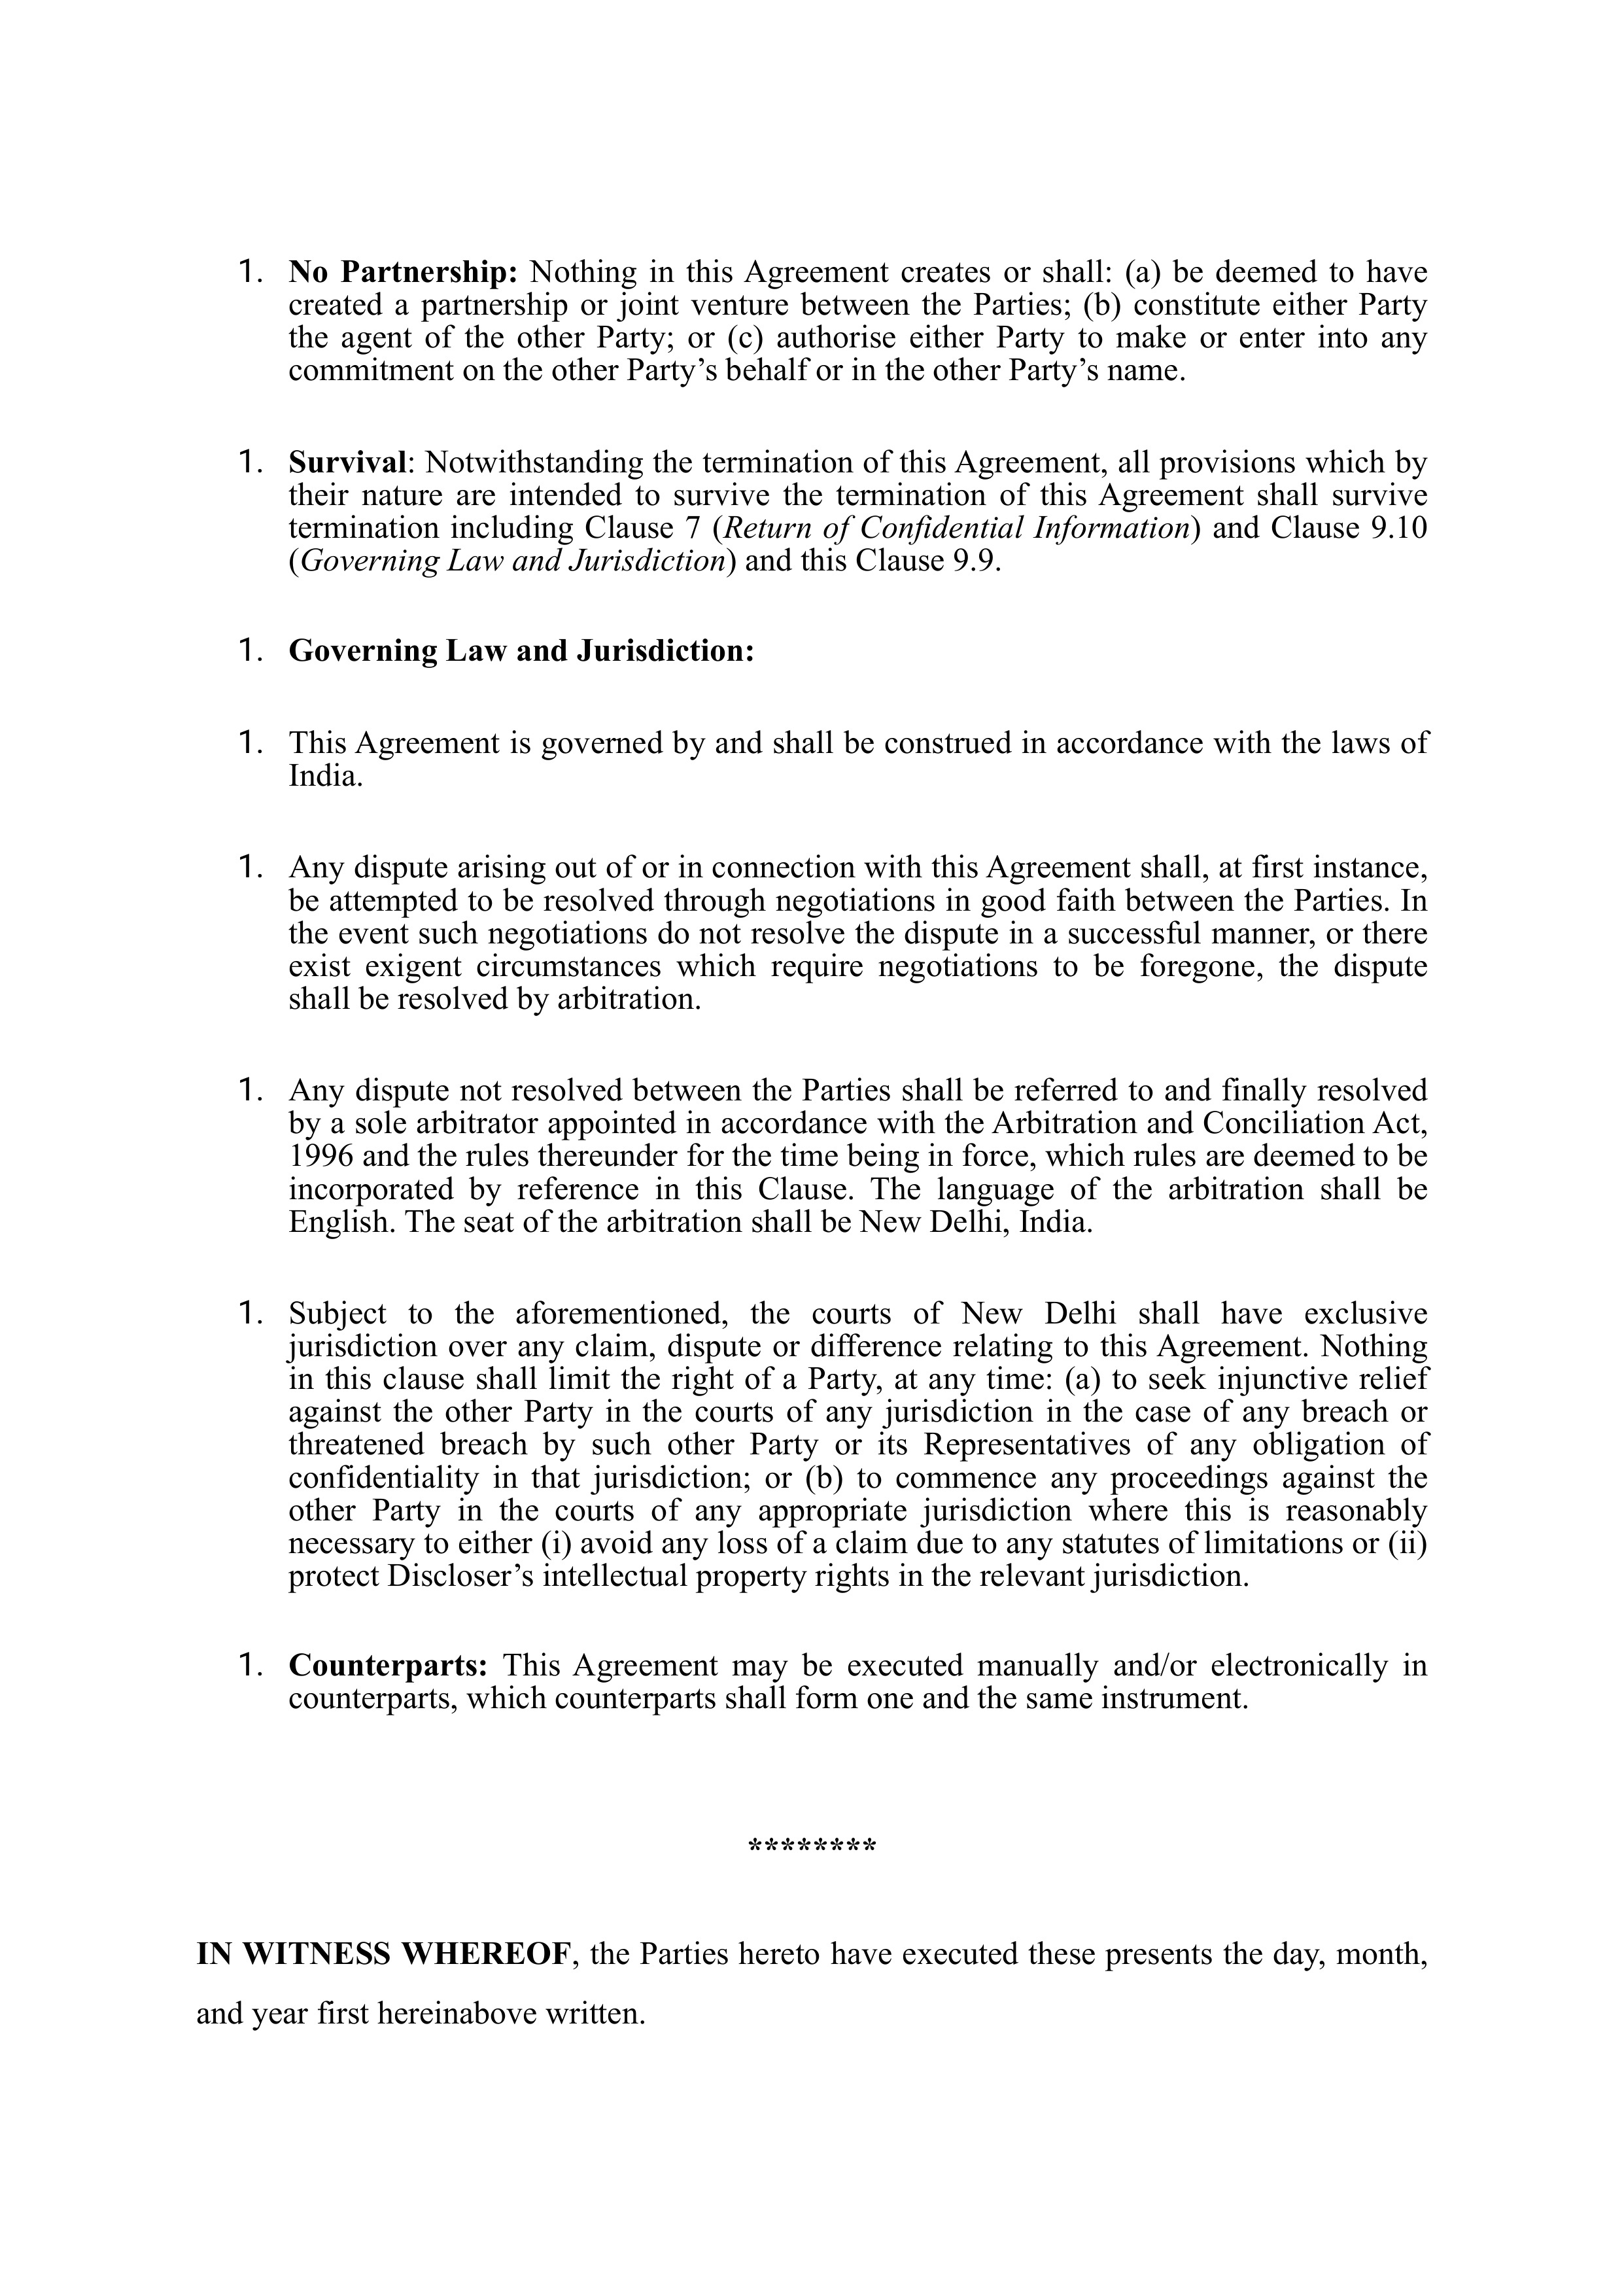 1. No Partnership: Nothing in this Agreement creates or shall: (a) be deemed to have
created a partnership or joint venture between the Parties; (b) constitute either Party
the agent of the other Party; or (c) authorise either Party to make or enter into any
commitment on the other Party’s behalf or in the other Party’s name.
1. Survival: Notwithstanding the termination of this Agreement, all provisions which by
their nature are intended to survive the termination of this Agreement shall survive
termination including Clause 7 (Return of Confidential Information) and Clause 9.10
(Governing Law and Jurisdiction) and this Clause 9.9.
1. Governing Law and Jurisdiction:
1. This Agreement is governed by and shall be construed in accordance with the laws of
India.
1. Any dispute arising out of or in connection with this Agreement shall, at first instance,
be attempted to be resolved through negotiations in good faith between the Parties. In
the event such negotiations do not resolve the dispute in a successful manner, or there
exist exigent circumstances which require negotiations to be foregone, the dispute
shall be resolved by arbitration.
1. Any dispute not resolved between the Parties shall be referred to and finally resolved
by a sole arbitrator appointed in accordance with the Arbitration and Conciliation Act,
1996 and the rules thereunder for the time being in force, which rules are deemed to be
incorporated by reference in this Clause. The language of the arbitration shall be
English. The seat of the arbitration shall be New Delhi, India.
1. Subject to the aforementioned, the courts of New Delhi shall have exclusive
jurisdiction over any claim, dispute or difference relating to this Agreement. Nothing
in this clause shall limit the right of a Party, at any time: (a) to seek injunctive relief
against the other Party in the courts of any jurisdiction in the case of any breach or
threatened breach by such other Party or its Representatives of any obligation of
confidentiality in that jurisdiction; or (b) to commence any proceedings against the
other Party in the courts of any appropriate jurisdiction where this is reasonably
necessary to either (i) avoid any loss of a claim due to any statutes of limitations or (ii)
protect Discloser’s intellectual property rights in the relevant jurisdiction.
1. Counterparts: This Agreement may be executed manually and/or electronically in
counterparts, which counterparts shall form one and the same instrument.
********
IN WITNESS WHEREOF, the Parties hereto have executed these presents the day, month,
and year first hereinabove written.